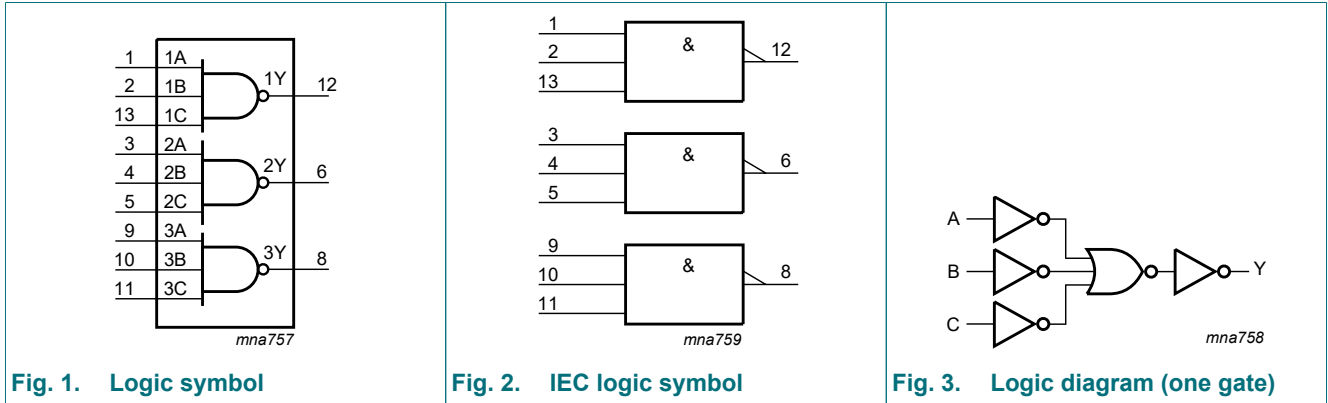 1 1A
2 1B 1Y 12
13 1C
3 2A
4 2B 2Y 6
5 2C
9 3A
10 3B 3Y 8
11 3C
mna757
Fig. 1. Logic symbol
1
2 & 12
13
3
4 & 6
5
9
10 & 8
11
mna759
Fig. 2. IEC logic symbol
A
B Y
C
mna758
Fig. 3. Logic diagram (one gate)